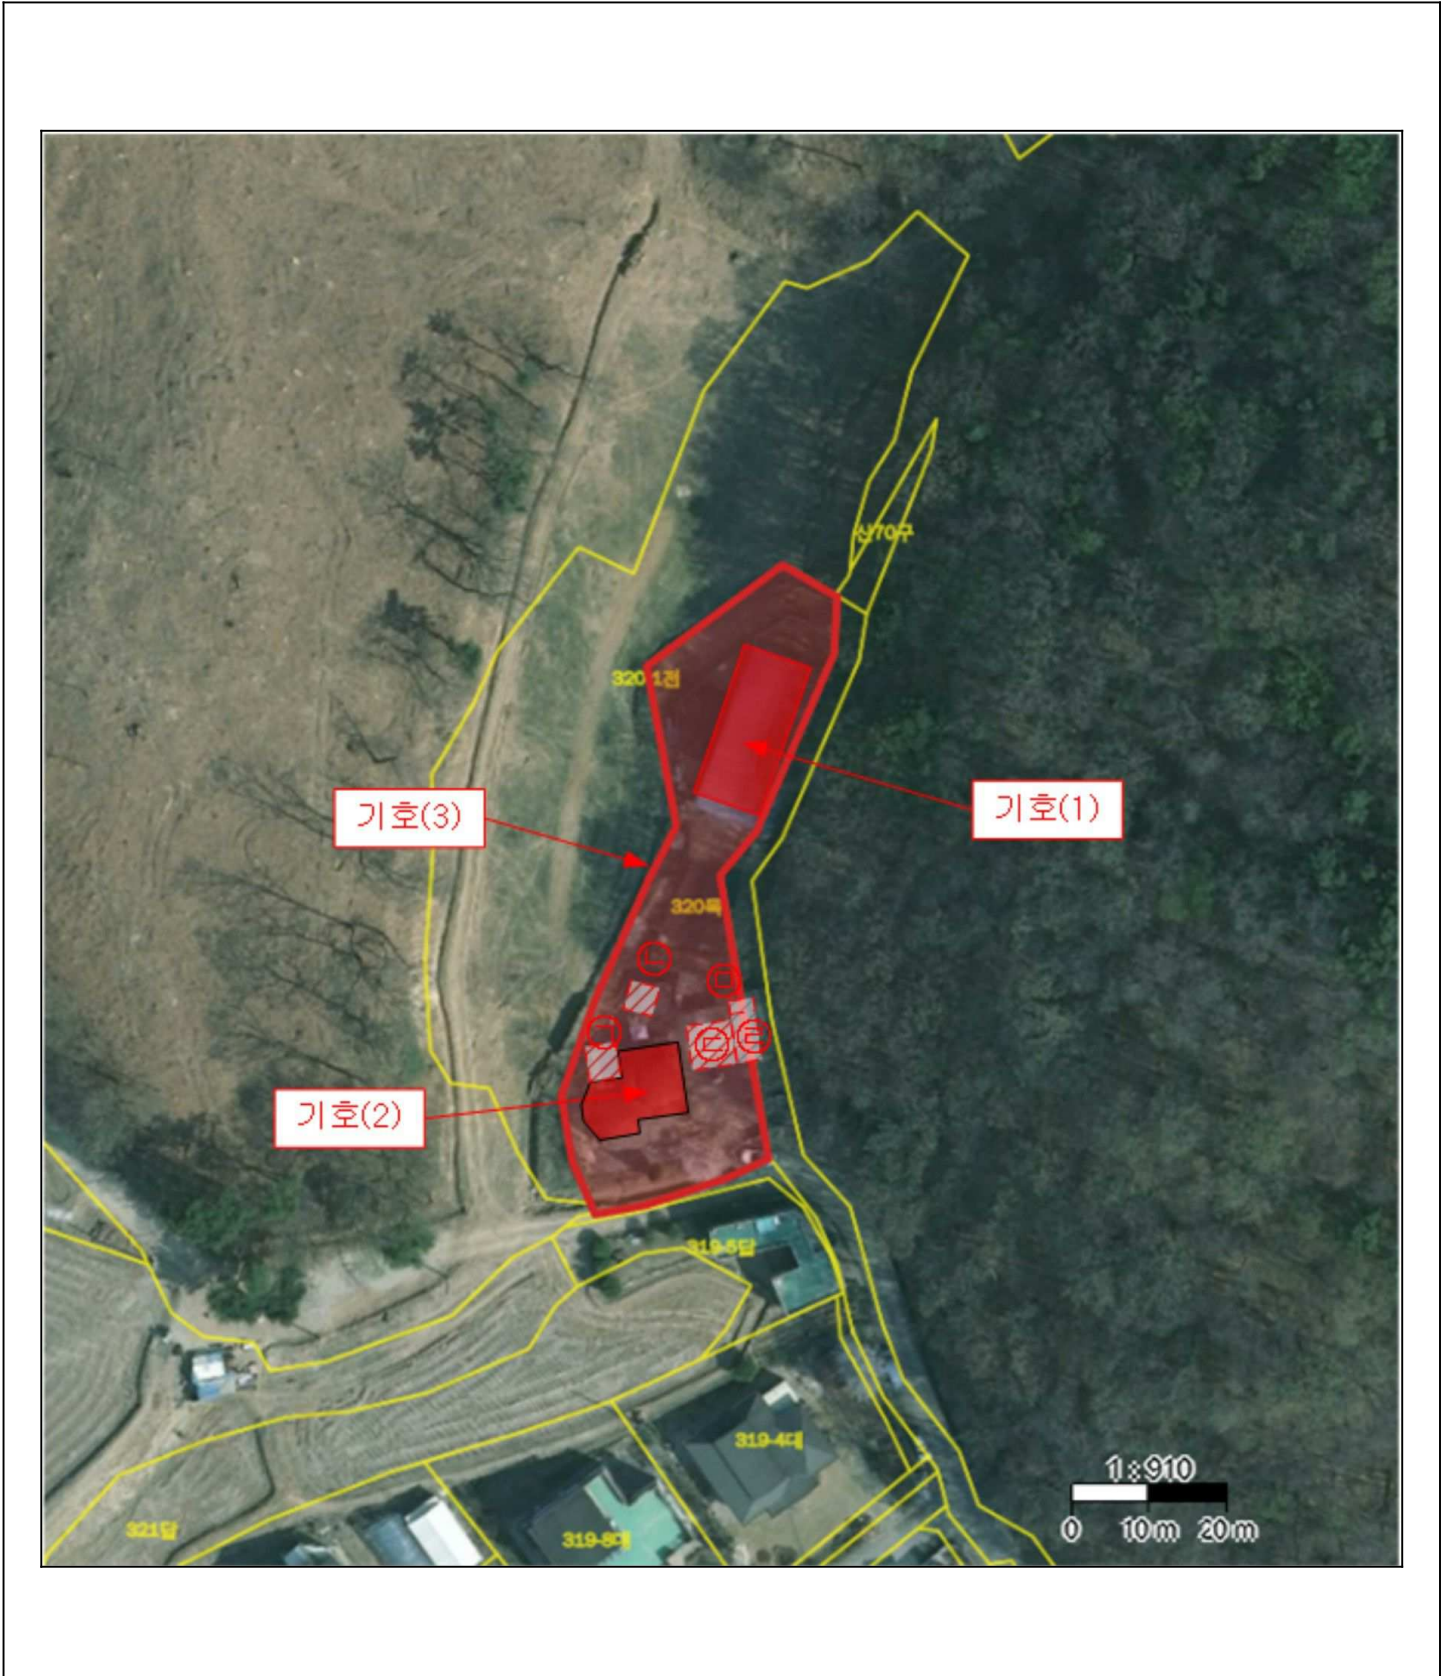 산70구
320-1전
기호(3)
기호(1)
320목
㉡
㉤
㉠
㉢
㉣
기호(2)
319-5답
319-4대
1:910
321답
319-8대
0 10m 20m